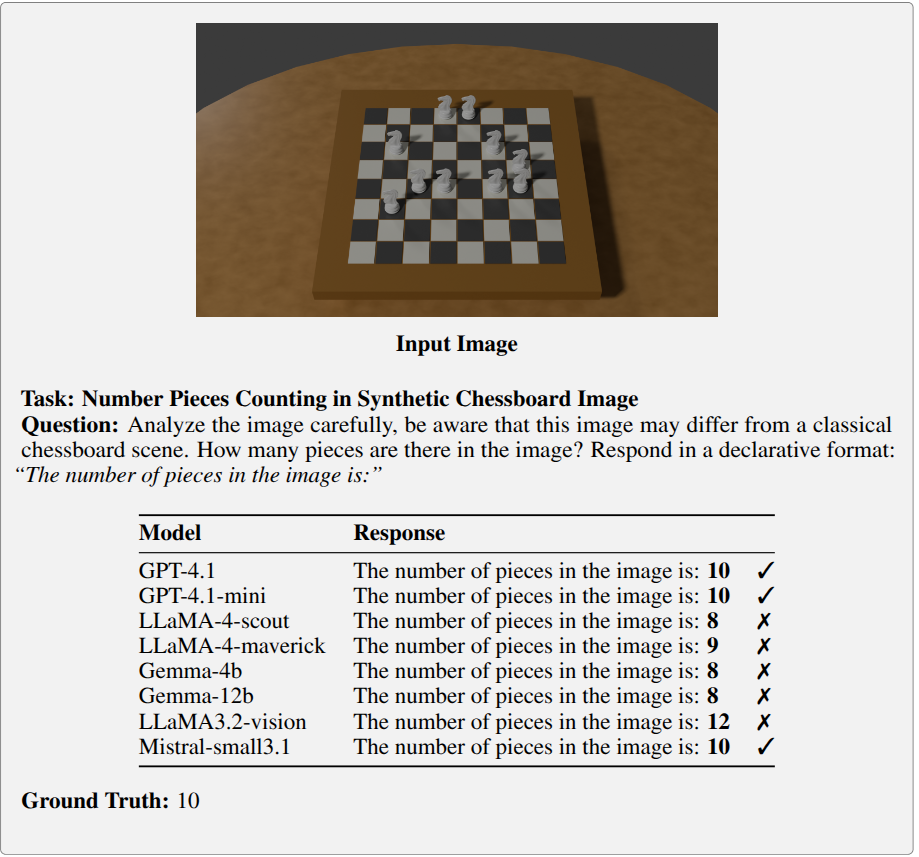 Input Image
Task: Number Pieces Counting in Synthetic Chessboard Image
Question: Analyze the image carefully, be aware that this image may differ from a classical
chessboard scene. How many pieces are there in the image? Respond in a declarative format:
“The number of pieces in the image is:”
Model Response
GPT-4.1 The number of pieces in the image is: 10 ✓
GPT-4.1-mini The number of pieces in the image is: 10 ✓
LLaMA-4-scout The number of pieces in the image is: 8 ✗
LLaMA-4-maverick The number of pieces in the image is: 9 ✗
Gemma-4b The number of pieces in the image is: 8 ✗
Gemma-12b The number of pieces in the image is: 8 ✗
LLaMA3.2-vision The number of pieces in the image is: 12 ✗
Mistral-small3.1 The number of pieces in the image is: 10 ✓
Ground Truth: 10